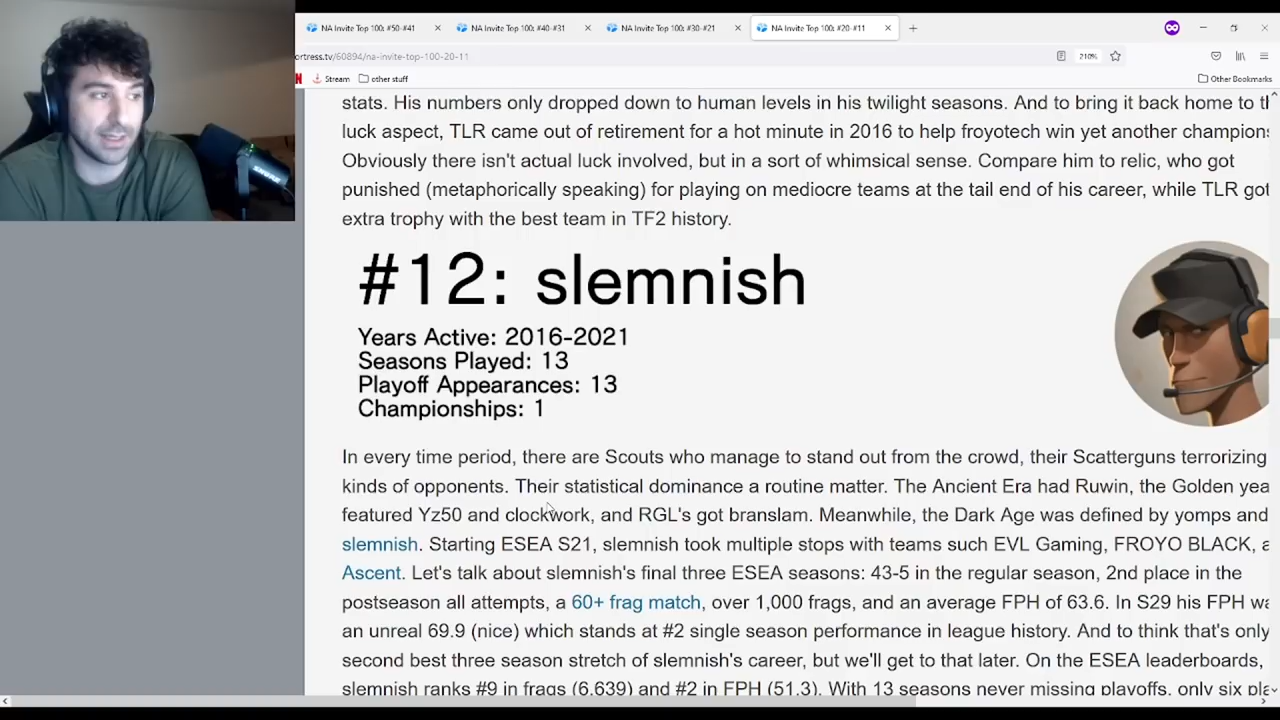 NA Invite Top 100: #50-#41
NA Invite Top 100: #40-#31
NA Invite Top 100: #30-#21
NA Invite Top 100: #20-#11
ortress.tv/60894/na-invite-top-100-20-11
210%
Stream
other stuff
Other Bookmarks
stats. His numbers only dropped down to human levels in his twilight seasons. And to bring it back home to th
luck aspect, TLR came out of retirement for a hot minute in 2016 to help froyotech win yet another champions
Obviously there isn't actual luck involved, but in a sort of whimsical sense. Compare him to relic, who got
punished (metaphorically speaking) for playing on mediocre teams at the tail end of his career, while TLR got
extra trophy with the best team in TF2 history.
#12: slemnish
Years Active: 2016-2021
Seasons Played: 13
Playoff Appearances: 13
Championships: 1
In every time period, there are Scouts who manage to stand out from the crowd, their Scatterguns terrorizing
kinds of opponents. Their statistical dominance a routine matter. The Ancient Era had Ruwin, the Golden yea
featured Yz50 and clockwork, and RGL's got branslam. Meanwhile, the Dark Age was defined by yomps and
slemnish. Starting ESEA S21, slemnish took multiple stops with teams such EVL Gaming, FROYO BLACK, a
Ascent. Let's talk about slemnish's final three ESEA seasons: 43-5 in the regular season, 2nd place in the
postseason all attempts, a 60+ frag match, over 1,000 frags, and an average FPH of 63.6. In S29 his FPH wa
an unreal 69.9 (nice) which stands at #2 single season performance in league history. And to think that's only
second best three season stretch of slemnish's career, but we'll get to that later. On the ESEA leaderboards,
slemnish ranks #9 in frags (6,639) and #2 in FPH (51.3). With 13 seasons never missing playoffs, only six pla